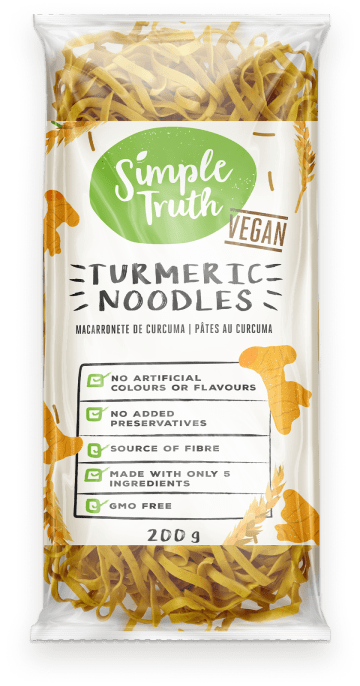 Simple
Truth
VEGAN
TURMERIC
NOODLES
MACARRONETE DE CURCUMA | PÂTES AU CURCUMA
NO ARTIFICIAL
COLOURS OR FLAVOURS
NO ADDED
PRESERVATIVES
SOURCE OF FIBRE
MADE WITH ONLY 5
INGREDIENTS
GMO FREE
200g